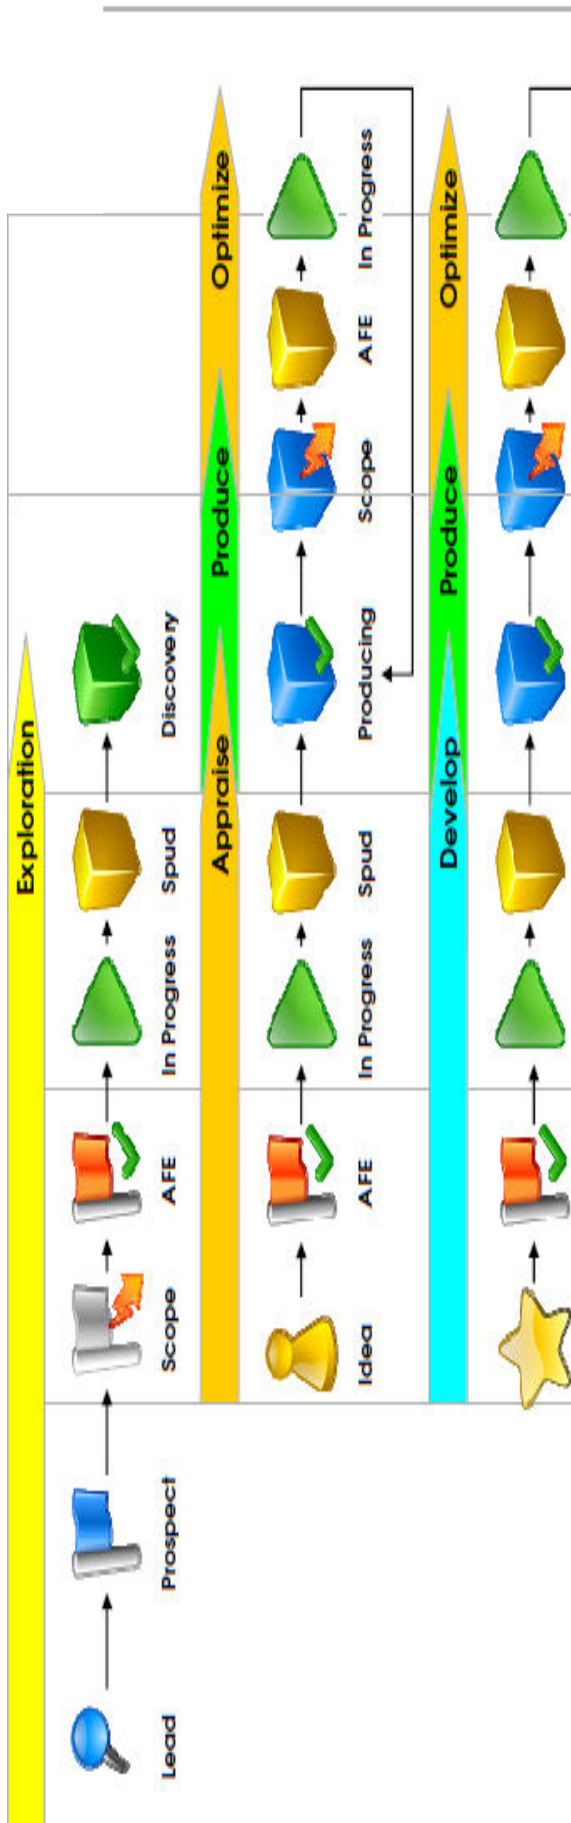 Exploration
Lead
Prospect
Scope
AFE
In Progress
Spud
Discovery
Appraise
Produce
Optimize
Idea
AFE
In Progress
Spud
Producing
Scope
AFE
In Progress
Develop
Produce
Optimize